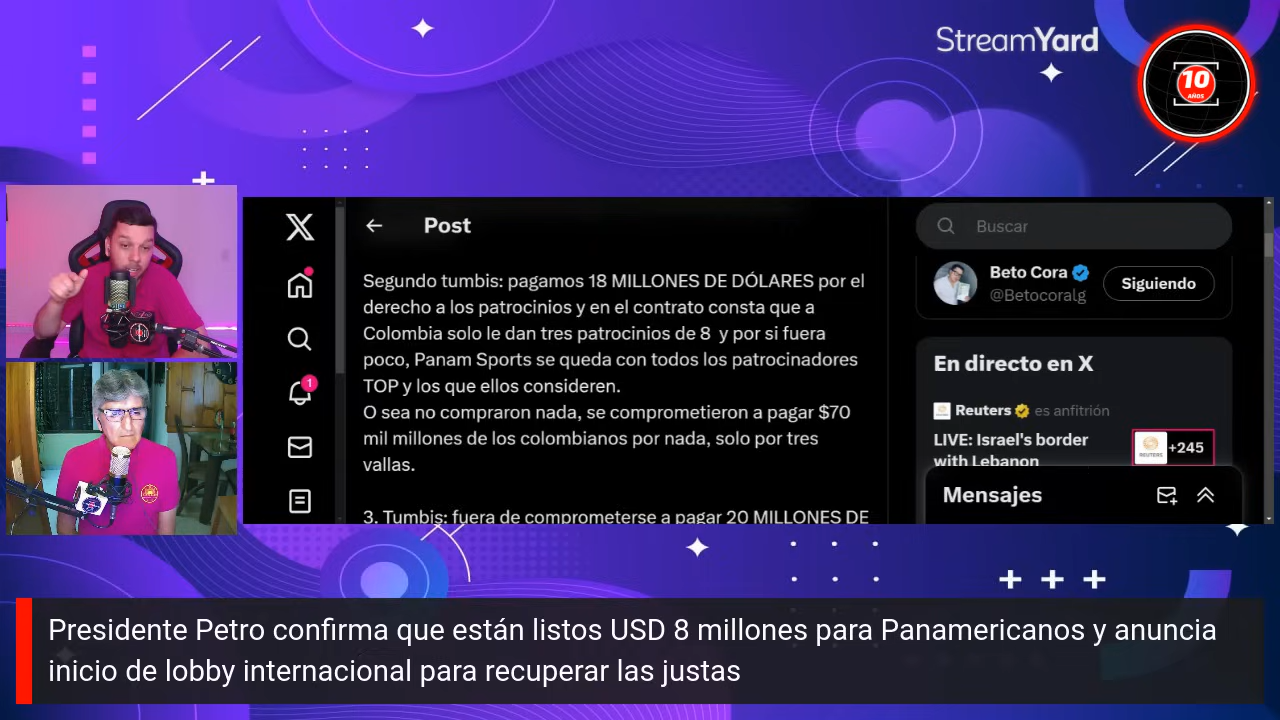 StreamYard
10
AÑOS
Post
Segundo tumbis: pagamos 18 MILLONES DE DÓLARES por el
derecho a los patrocinios y en el contrato consta que a
Colombia solo le dan tres patrocinios de 8 y por si fuera
poco, Panam Sports se queda con todos los patrocinadores
TOP y los que ellos consideren.
O sea no compraron nada, se comprometieron a pagar $70
mil millones de los colombianos por nada, solo por tres
vallas.
3. Tumbis: fuera de comprometerse a pagar 20 MILLONES DE
1
Buscar
Beto Cora
@Betocoralg
Siguiendo
En directo en X
Reuters es anfitrión
LIVE: Israel's border
with Lebanon
REUTERS
+245
Mensajes
Presidente Petro confirma que están listos USD 8 millones para Panamericanos y anuncia
inicio de lobby internacional para recuperar las justas